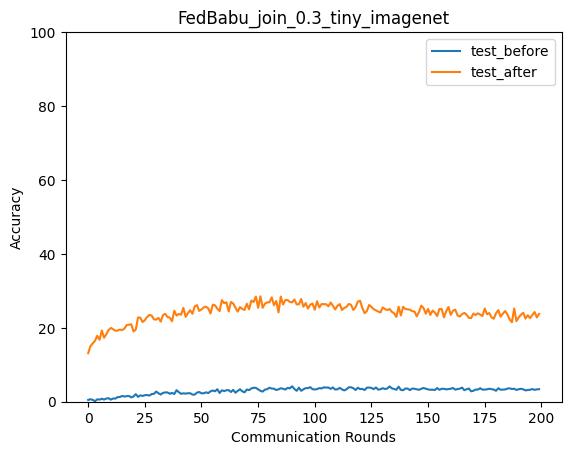 FedBabu_join_0.3_tiny_imagenet
100
80
60
40
20
0
Accuracy
test_before
test_after
0 25 50 75 100 125 150 175 200
Communication Rounds